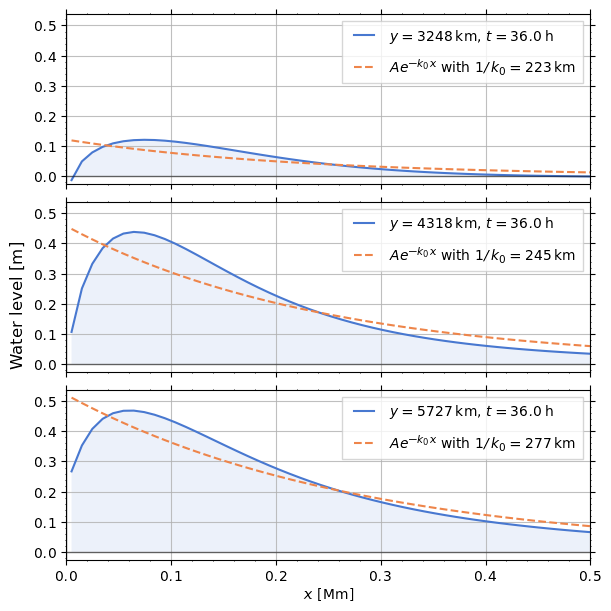 0.5
0.4
0.3
0.2
0.1
0.0
y = 3248 km, t = 36.0 h
Ae^{-k_0 x} with 1/k_0 = 223 km
0.5
0.4
0.3
0.2
0.1
0.0
y = 4318 km, t = 36.0 h
Ae^{-k_0 x} with 1/k_0 = 245 km
Water level [m]
0.5
0.4
0.3
0.2
0.1
0.0
y = 5727 km, t = 36.0 h
Ae^{-k_0 x} with 1/k_0 = 277 km
0.0 0.1 0.2 0.3 0.4 0.5
x [Mm]